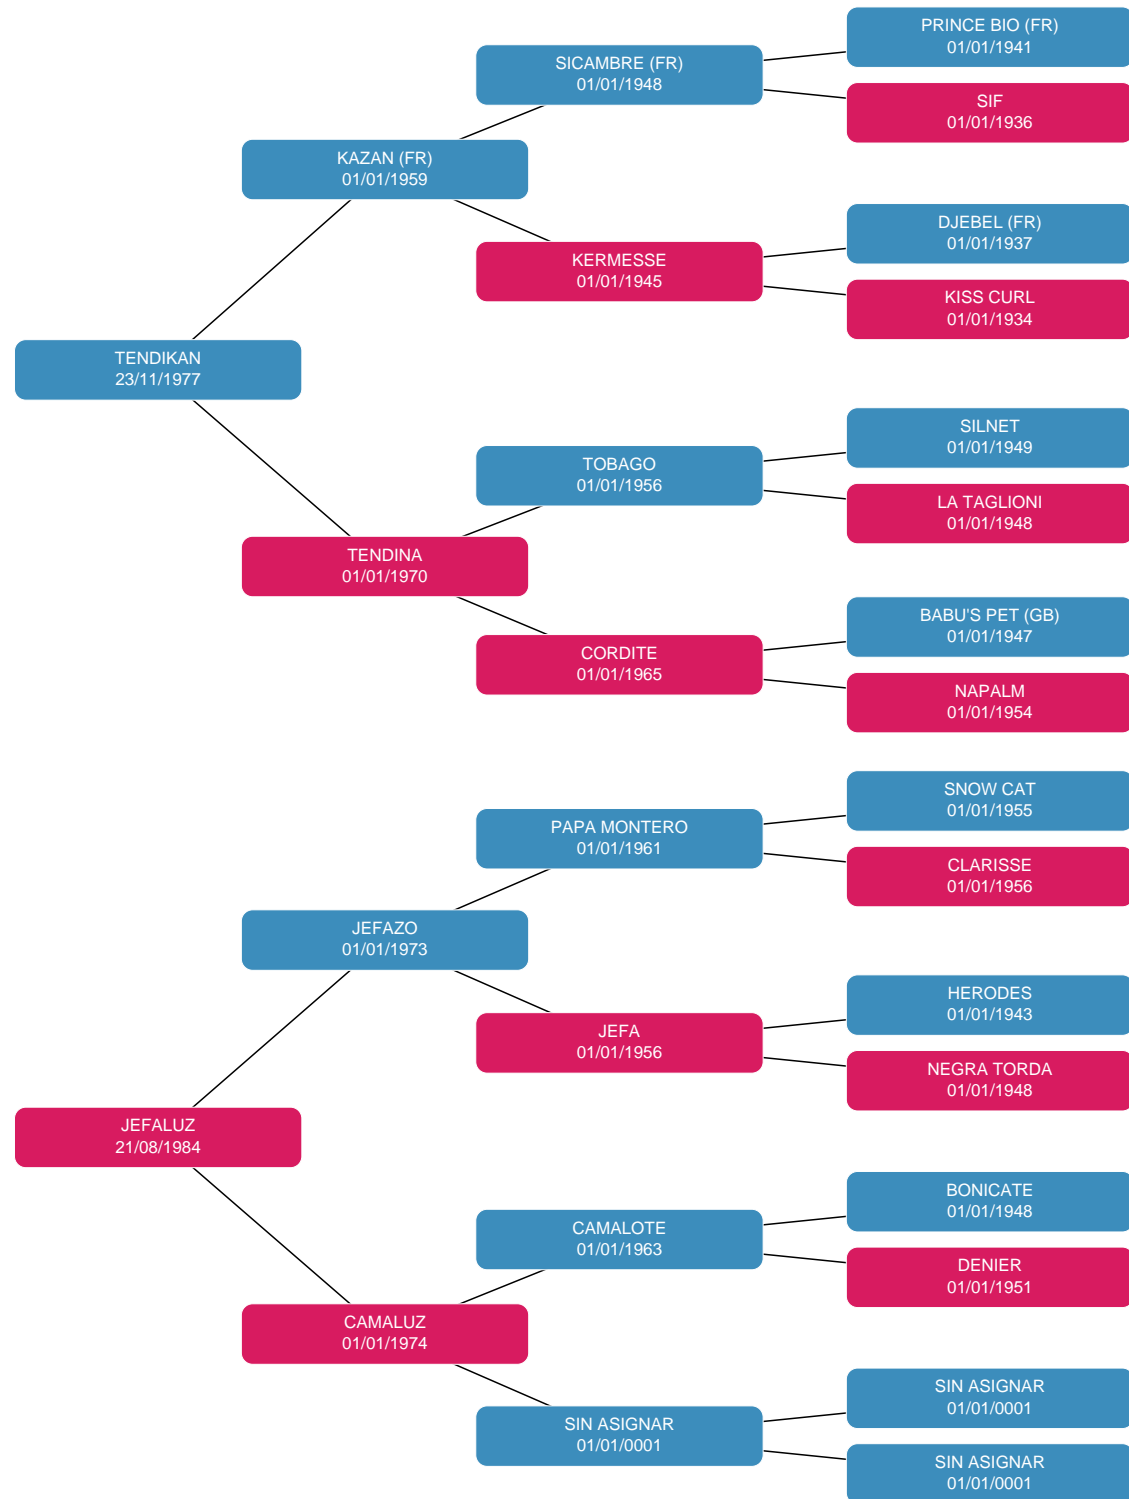 PRINCE BIO (FR)
01/01/1941
SICAMBRE (FR)
01/01/1948
SIF
01/01/1936
KAZAN (FR)
01/01/1959
DJEBEL (FR)
01/01/1937
KERMESSE
01/01/1945
KISS CURL
01/01/1934
TENDIKAN
23/11/1977
SILNET
01/01/1949
TOBAGO
01/01/1956
LA TAGLIONI
01/01/1948
TENDINA
01/01/1970
BABU'S PET (GB)
01/01/1947
CORDITE
01/01/1965
NAPALM
01/01/1954
SNOW CAT
01/01/1955
PAPA MONTERO
01/01/1961
CLARISSE
01/01/1956
JEFAZO
01/01/1973
HERODES
01/01/1943
JEFA
01/01/1956
NEGRA TORDA
01/01/1948
JEFALUZ
21/08/1984
BONICATE
01/01/1948
CAMALOTE
01/01/1963
DENIER
01/01/1951
CAMALUZ
01/01/1974
SIN ASIGNAR
01/01/0001
SIN ASIGNAR
01/01/0001
SIN ASIGNAR
01/01/0001